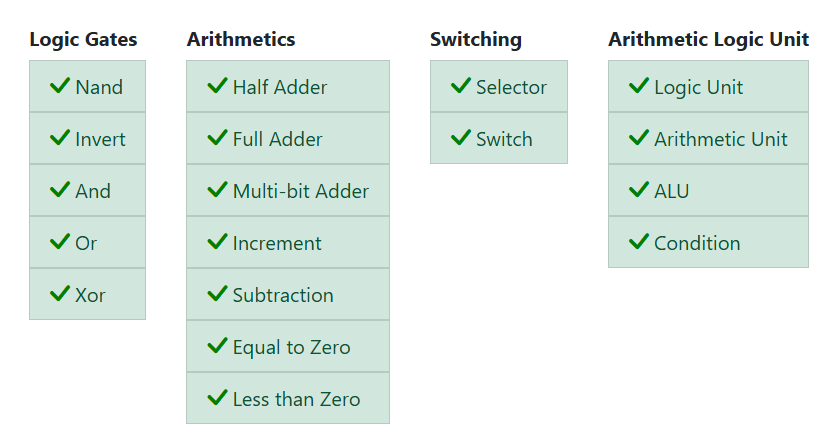 Logic Gates
Nand
Invert
And
Or
Xor
Arithmetics
Half Adder
Full Adder
Multi-bit Adder
Increment
Subtraction
Equal to Zero
Less than Zero
Switching
Selector
Switch
Arithmetic Logic Unit
Logic Unit
Arithmetic Unit
ALU
Condition